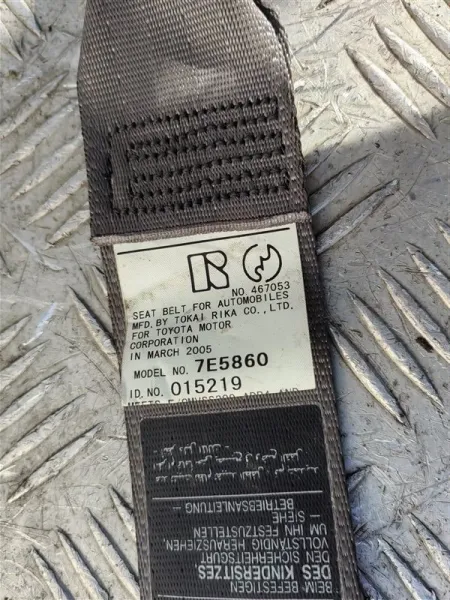 R
NO. 467053
SEAT BELT FOR AUTOMOBILES
MFD. BY TOKAI RIKA CO., LTD.
FOR TOYOTA MOTOR
CORPORATION
IN MARCH 2005
MODEL NO. 7E5860
I D. NO. 015219
BEIM BEFESTIGEN
DES KINDERSITZES,
DEN SICHERHEITSGURT
VOLLSTÄNDIG HERAUSZIEHEN,
UM IHN FESTZUSTELLEN
– SIEHE
BETRIEBSANLEITUNG –